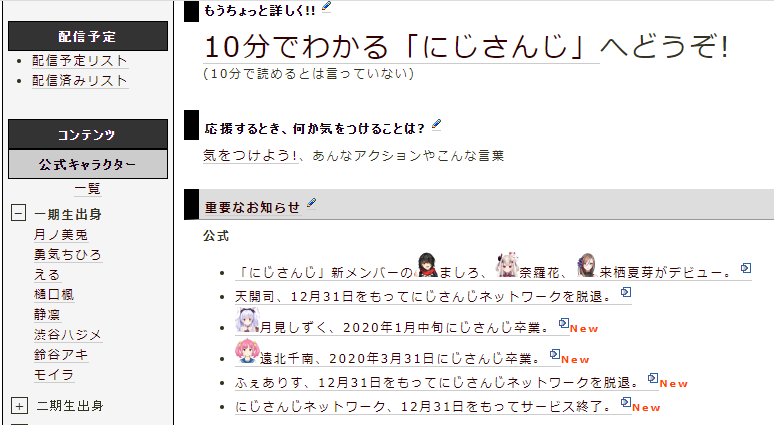 配信予定
配信予定リスト
配信済みリスト
コンテンツ
公式キャラクター
一覧
一期生出身
月ノ美兎
勇気ちひろ
える
樋口楓
静凛
渋谷ハジメ
鈴谷アキ
モイラ
二期生出身
もうちょっと詳しく!!
10分でわかる「にじさんじ」へどうぞ!
(10分で読めるとは言っていない)
応援するとき、何か気をつけることは?
気をつけよう!、あんなアクションやこんな言葉
重要なお知らせ
公式
「にじさんじ」新メンバーのましろ、奈羅花、来栖夏芽がデビュー。
天開司、12月31日をもってにじさんじネットワークを脱退。
月見しずく、2020年1月中旬にじさんじ卒業。New
遠北千南、2020年3月31日にじさんじ卒業。New
ふぇありす、12月31日をもってにじさんじネットワークを脱退。New
にじさんじネットワーク、12月31日をもってサービス終了。New